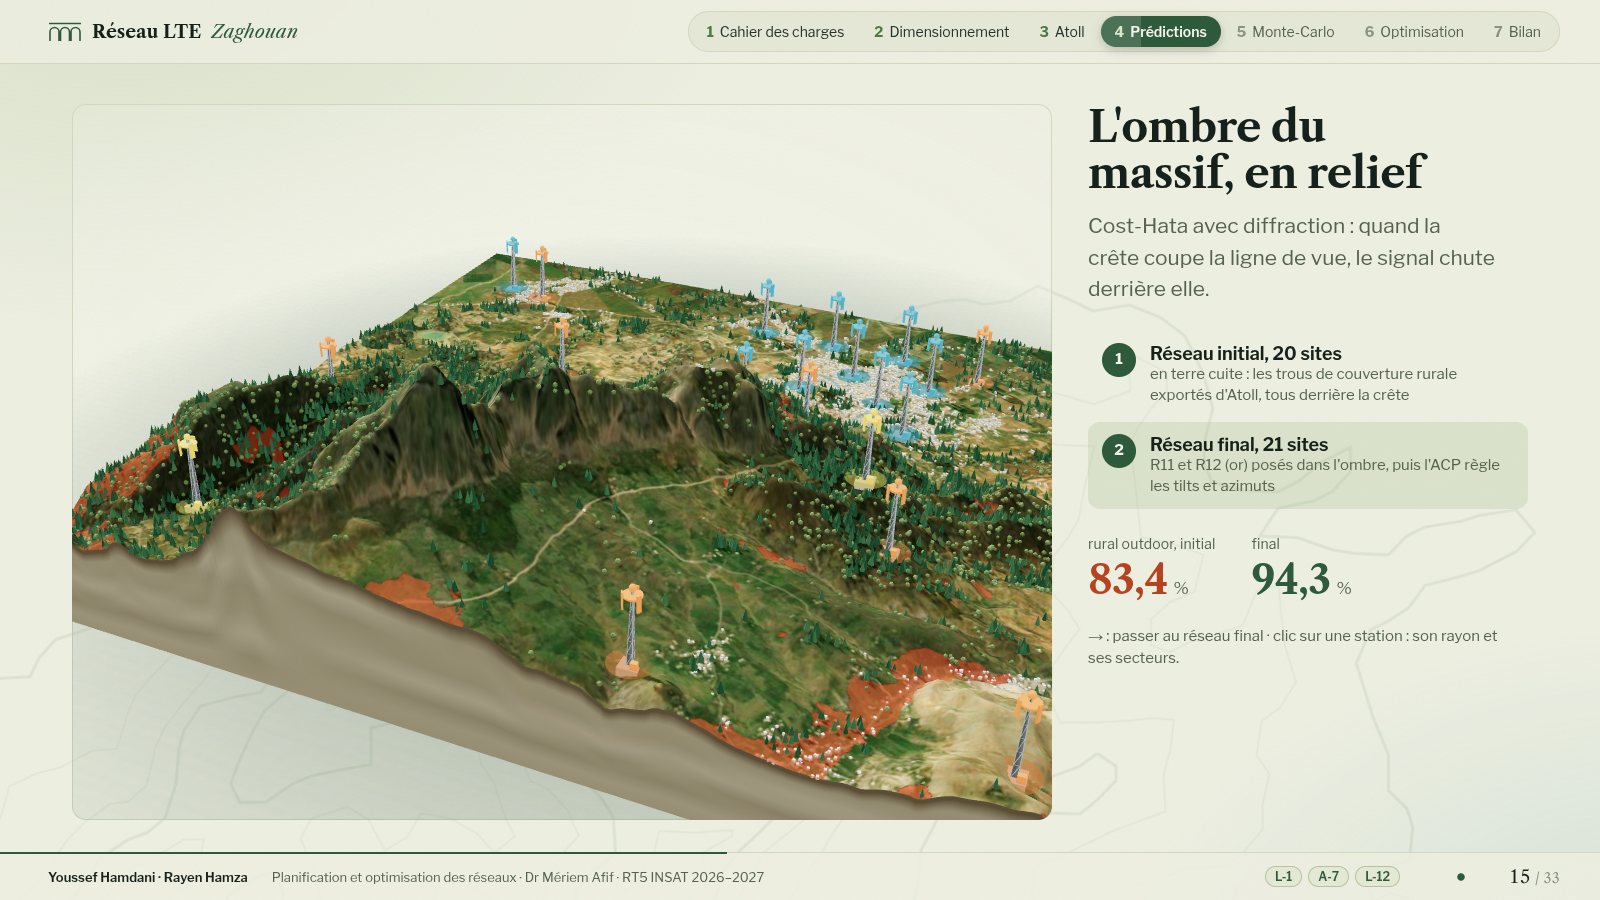 Réseau LTE Zaghouan
1 Cahier des charges
2 Dimensionnement
3 Atoll
4 Prédictions
5 Monte-Carlo
6 Optimisation
7 Bilan
L'ombre du
massif, en relief
Cost-Hata avec diffraction : quand la
crête coupe la ligne de vue, le signal chute
derrière elle.
1
Réseau initial, 20 sites
en terre cuite : les trous de couverture rurale
exportés d'Atoll, tous derrière la crête
2
Réseau final, 21 sites
R11 et R12 (or) posés dans l'ombre, puis l'ACP règle
les tilts et azimuts
rural outdoor, initial
83,4 %
final
94,3 %
→ : passer au réseau final · clic sur une station : son rayon et
ses secteurs.
Youssef Hamdani · Rayen Hamza
Planification et optimisation des réseaux · Dr Mériem Afif · RT5 INSAT 2026–2027
L-1
A-7
L-12
15 / 33